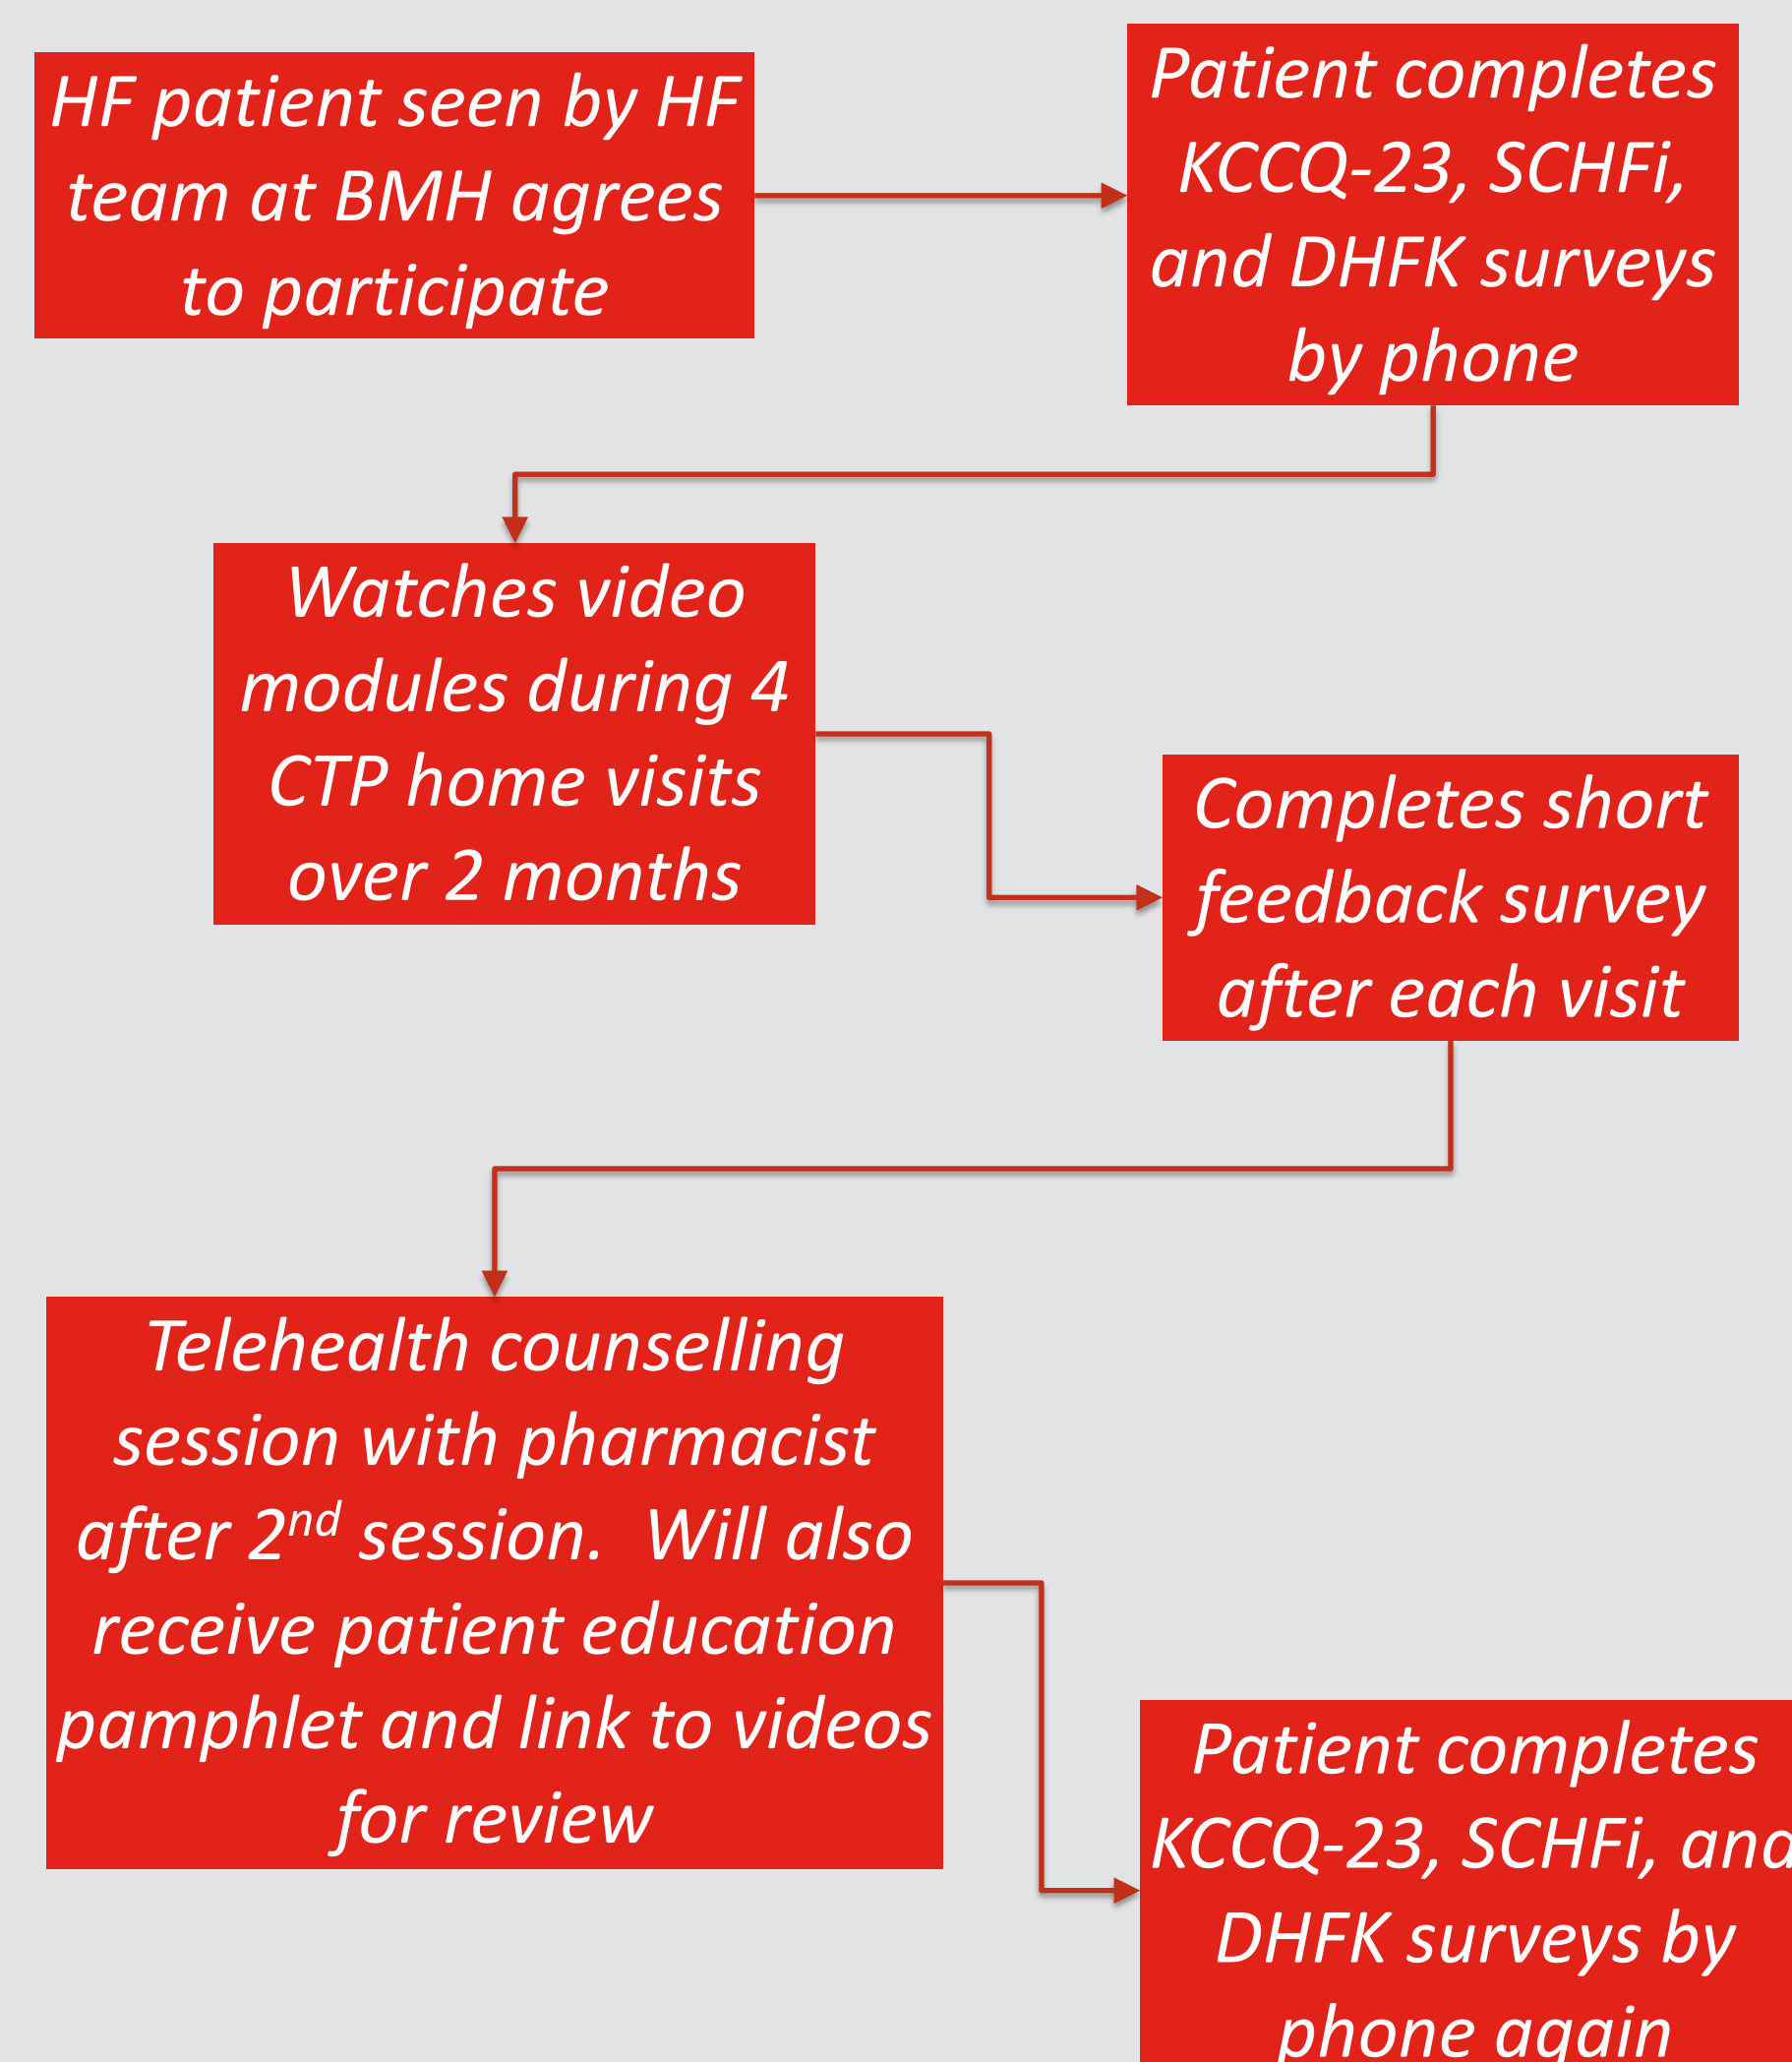 HF patient seen by HF
team at BMH agrees
to participate
Patient completes
KCCQ-23, SCHFi,
and DHFK surveys
by phone
Watches video
modules during 4
CTP home visits
over 2 months
Completes short
feedback survey
after each visit
Telehealth counselling
session with pharmacist
after 2nd session.  Will also
receive patient education
pamphlet and link to videos
for review
Patient completes
KCCQ-23, SCHFi, and
DHFK surveys by
phone again